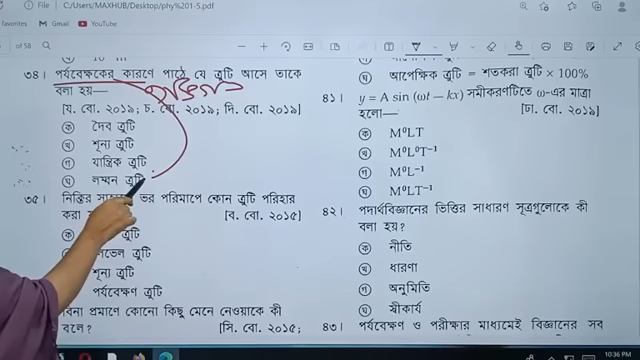 File
C:/Users/MAXHUB/Desktop/phy%201-5.pdf
favorites
Gmail
YouTube
of 58
৩৪। পর্যবেক্ষকের কারণে পাঠে যে ত্রুটি আসে তাকে
বলা হয়—
[য. বো. ২০১৯; চ. বো. ২০১৯; দি. বো. ২০১৯]
ক দৈব ত্রুটি
খ শূন্য ত্রুটি
গ যান্ত্রিক ত্রুটি
ঘ লম্বন ত্রুটি
৩৫। নিক্তির ভর পরিমাপে কোন ত্রুটি পরিহার
করা [ব. বো. ২০১৫]
ক ত্রুটি
লেভেল ত্রুটি
শূন্য ত্রুটি
পর্যবেক্ষণ ত্রুটি
বিনা প্রমাণে কোনো কিছু মেনে নেওয়াকে কী
বলে? [সি. বো. ২০১৫;
ঘ আপেক্ষিক ত্রুটি = শতকরা ত্রুটি × 100%
৪১। y = A sin (ωt – kx) সমীকরণটিতে ω-এর মাত্রা
হলো— [ঢা. বো. ২০১৯]
ক M⁰LT
খ M⁰L⁰T⁻¹
গ M⁰L⁻¹
ঘ M⁰LT⁻¹
৪২। পদার্থবিজ্ঞানের ভিত্তির সাধারণ সূত্রগুলোকে কী
বলা হয়?
ক নীতি
খ ধারণা
গ অনুমিতি
ঘ স্বীকার্য
৪৩। পর্যবেক্ষণ ও পরীক্ষার মাধ্যমেই বিজ্ঞানের সব
10:36 PM